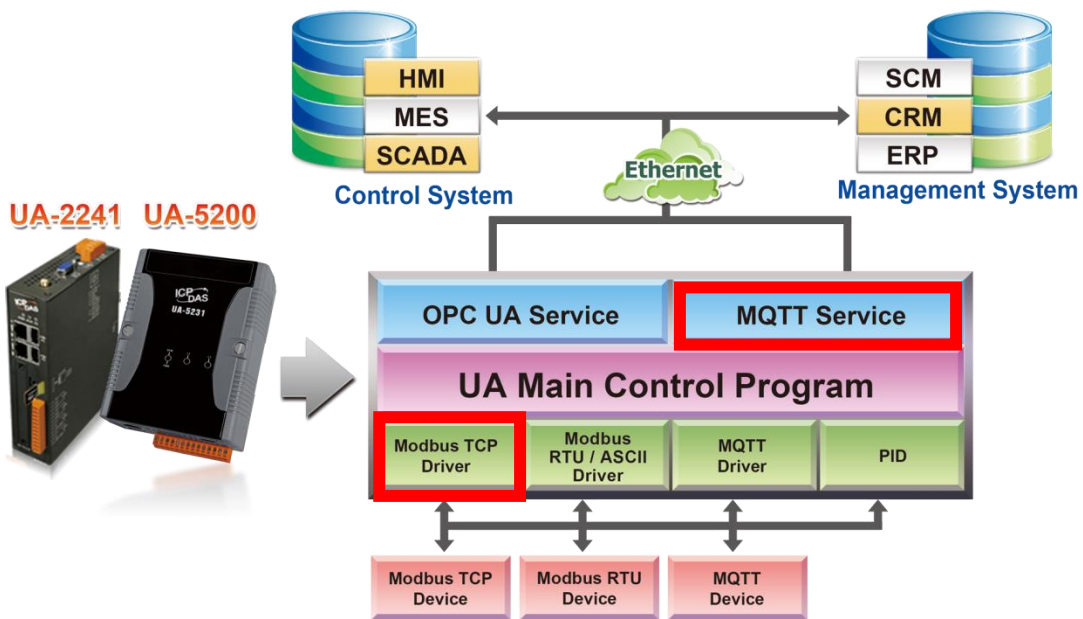 HMI
MES
SCADA
Control System
Ethernet
SCM
CRM
ERP
Management System
UA-2241 UA-5200
ICP DAS
ICP DAS
UA-5231
OPC UA Service
MQTT Service
UA Main Control Program
Modbus TCP
Driver
Modbus
RTU / ASCII
Driver
MQTT
Driver
PID
Modbus TCP
Device
Modbus RTU
Device
MQTT
Device